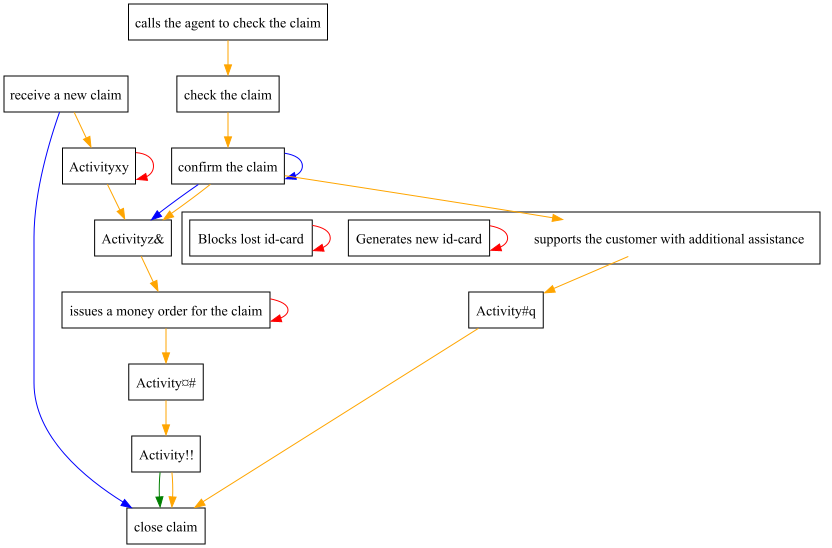 calls the agent to check the claim
receive a new claim
check the claim
Activityxy
confirm the claim
Activityz&
Blocks lost id-card
Generates new id-card
supports the customer with additional assistance
issues a money order for the claim
Activity#q
Activity¤#
Activity!!
close claim